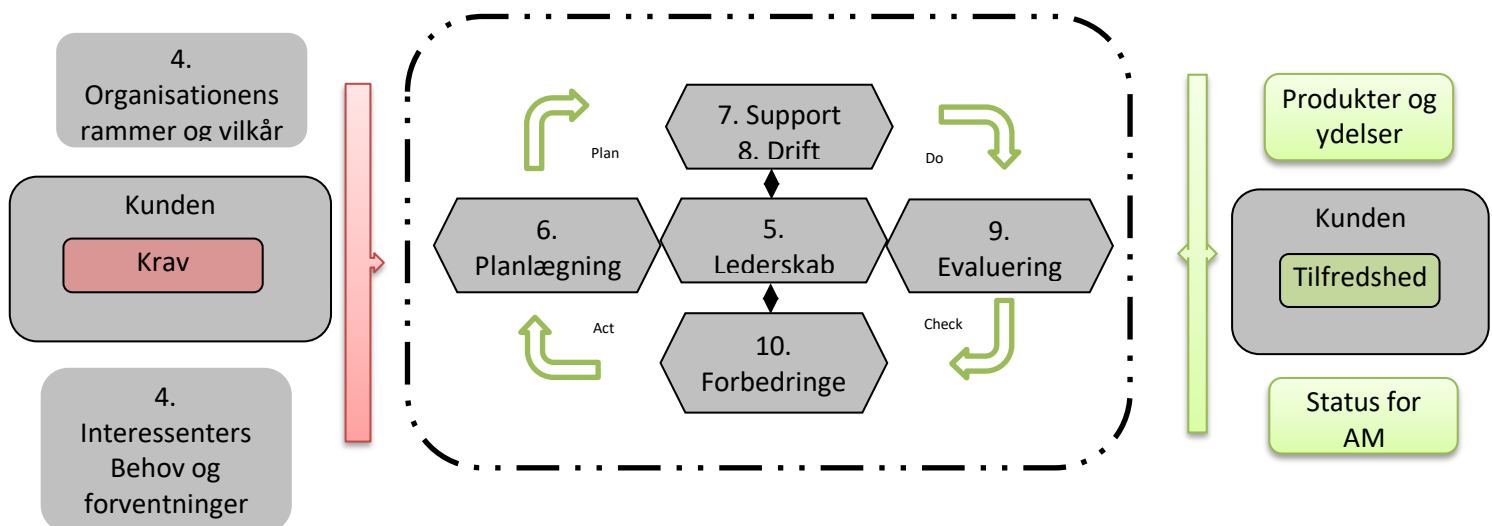 4.
Organisationens
rammer og vilkår
Kunden
Krav
4.
Interessenters
Behov og
forventninger
Plan
7. Support
8. Drift
Do
6.
Planlægning
5.
Lederskab
9.
Evaluering
Act
10.
Forbedringe
Check
Produkter og
ydelser
Kunden
Tilfredshed
Status for
AM